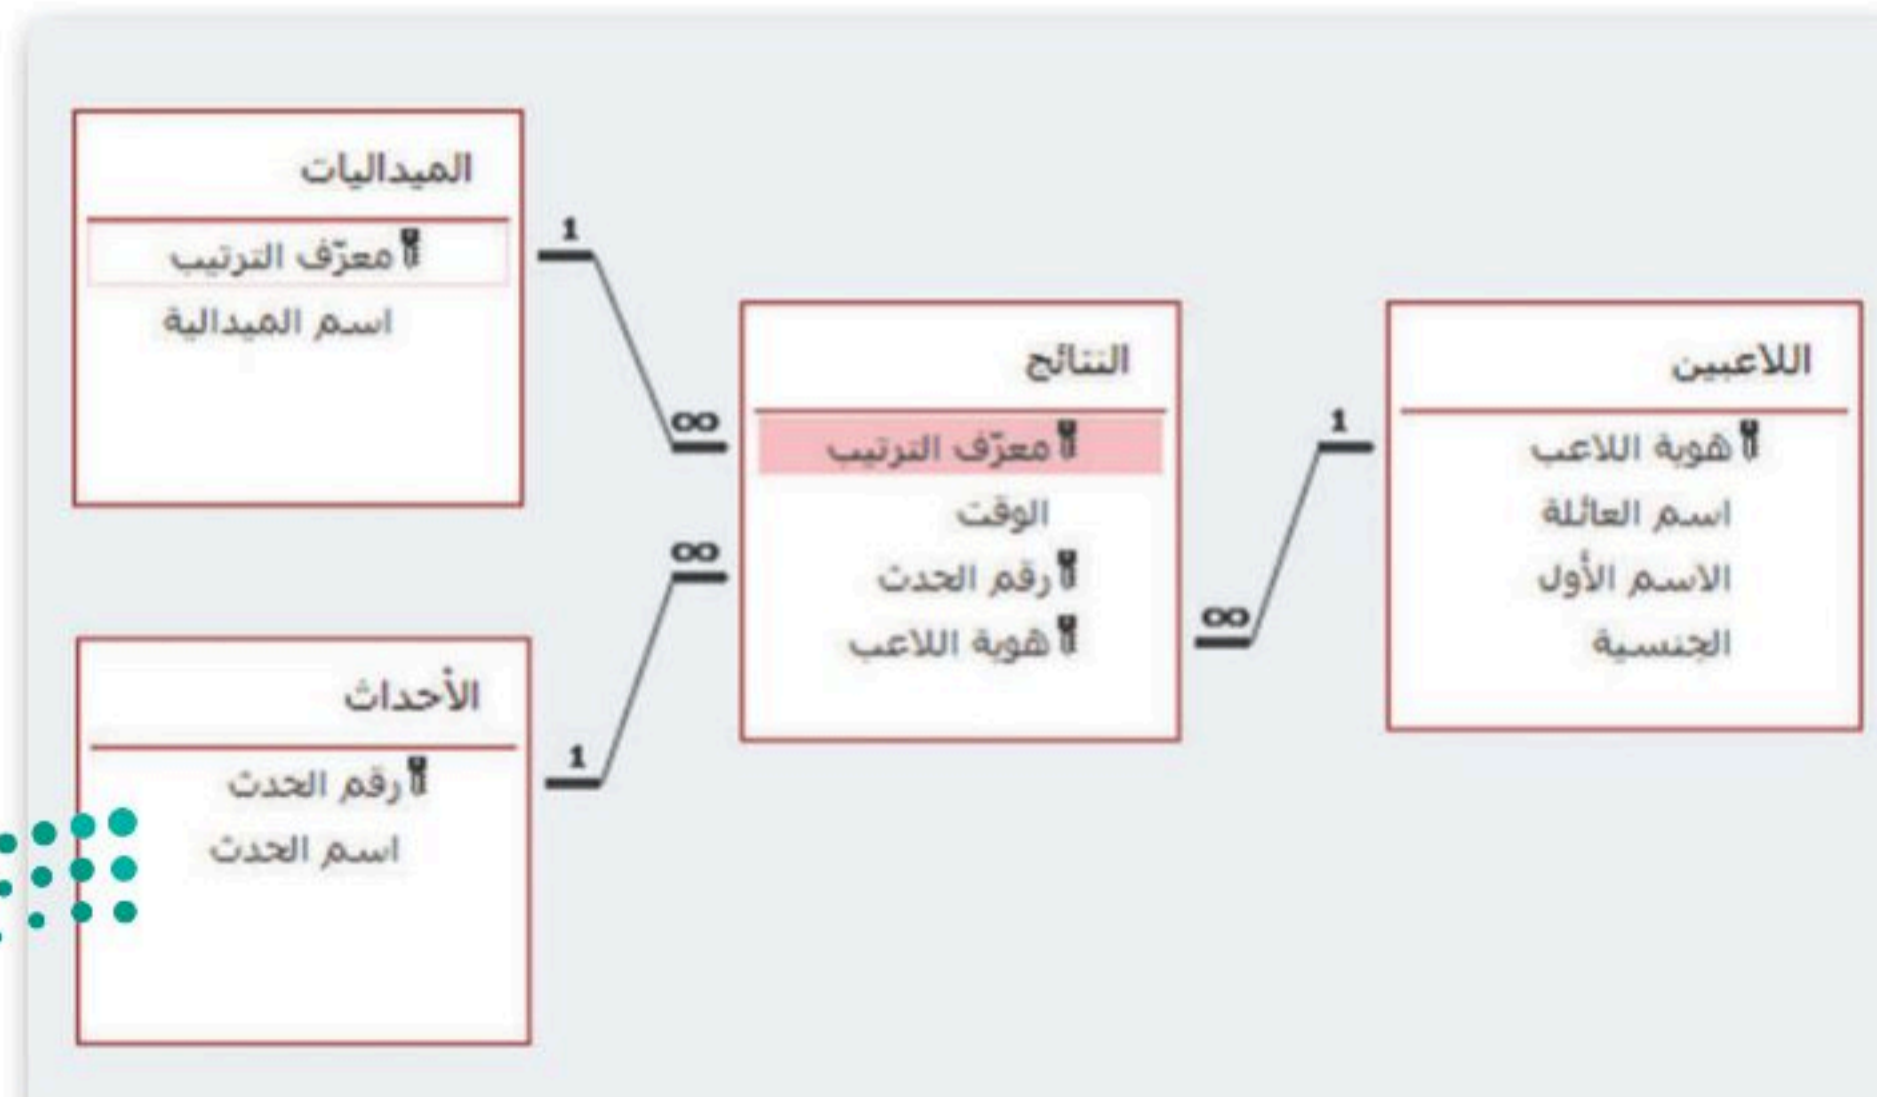 الميداليات
معرّف الترتيب
اسم الميدالية
1
∞
النتائج
معرّف الترتيب
الوقت
رقم الحدث
هوية اللاعب
اللاعبين
هوية اللاعب
اسم العائلة
الاسم الأول
الجنسية
1
∞
∞
1
الأحداث
رقم الحدث
اسم الحدث